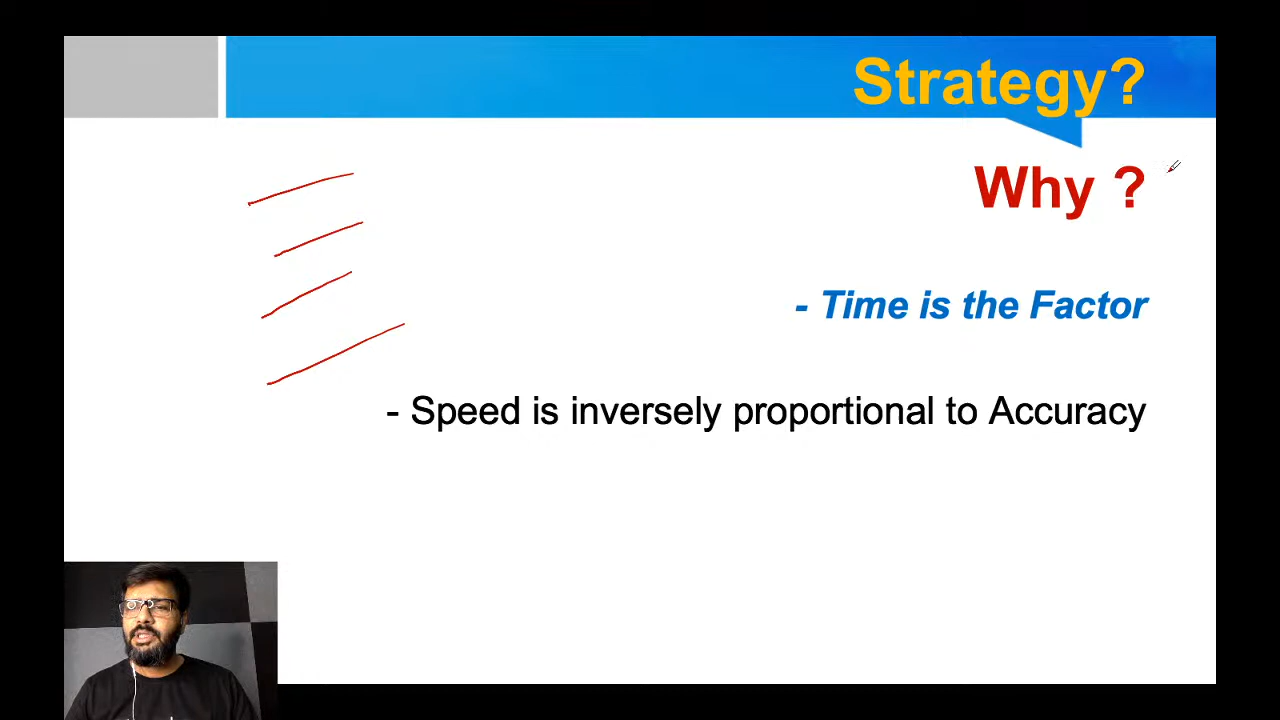 Strategy?
Why ?
- Time is the Factor
- Speed is inversely proportional to Accuracy